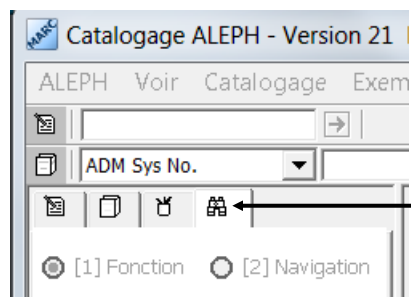 MARC Catalogage ALEPH - Version 21
ALEPH Voir Catalogage Exem
ADM Sys No.
[1] Fonction [2] Navigation